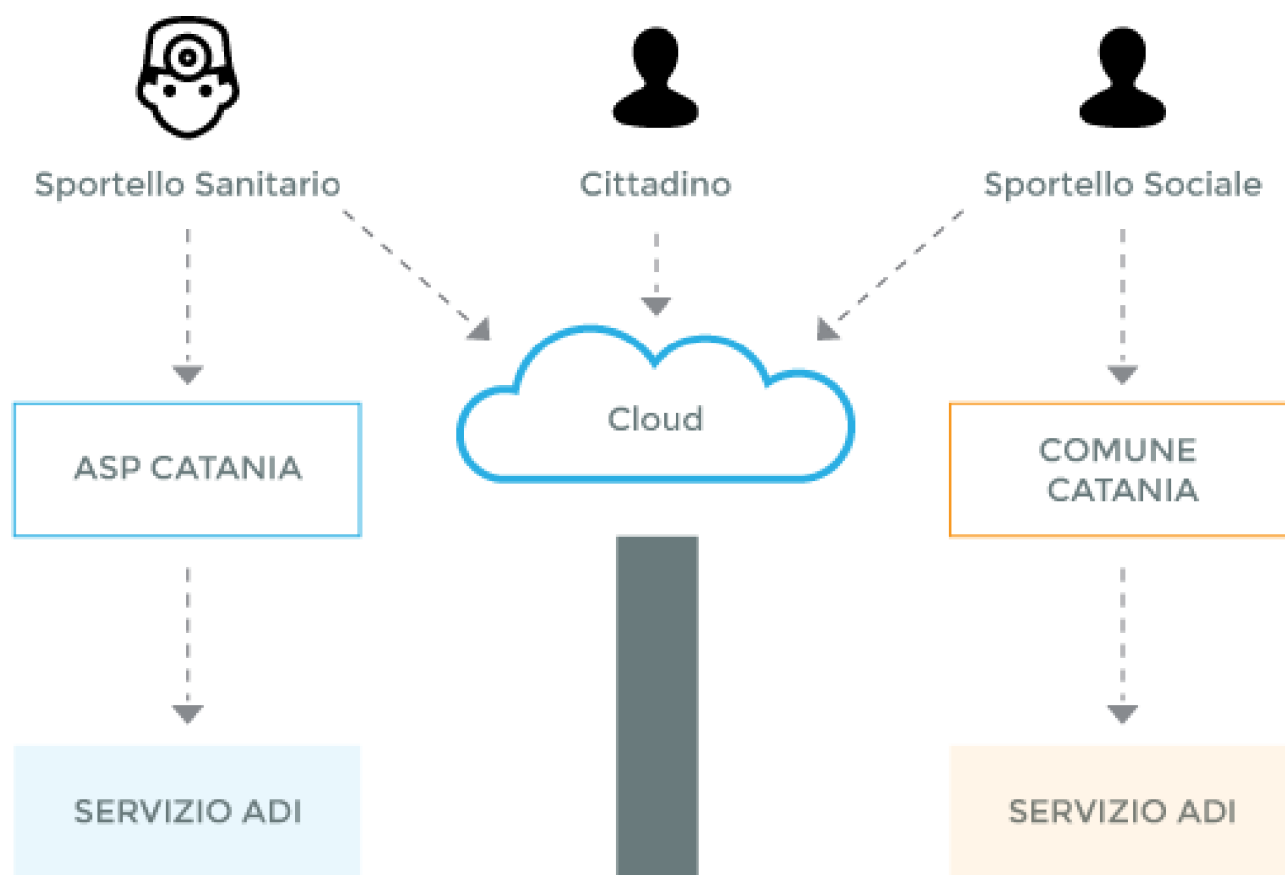 Sportello Sanitario
Cittadino
Sportello Sociale
Cloud
ASP CATANIA
COMUNE
CATANIA
SERVIZIO ADI
SERVIZIO ADI